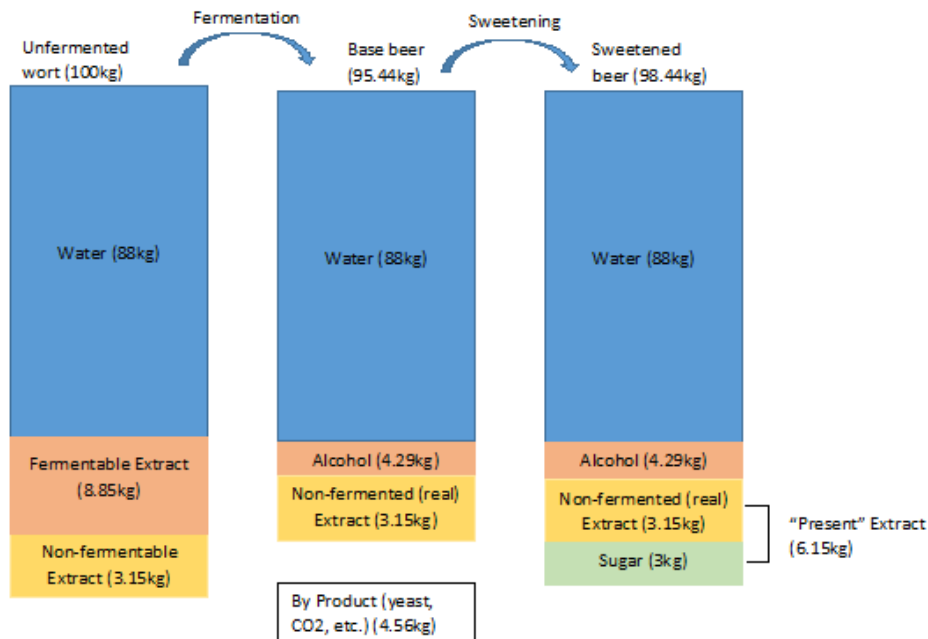 Fermentation
Sweetening
Unfermented
wort (100kg)
Base beer
(95.44kg)
Sweetened
beer (98.44kg)
Water (88kg)
Water (88kg)
Water (88kg)
Fermentable Extract
(8.85kg)
Non-fermentable
Extract (3.15kg)
Alcohol (4.29kg)
Non-fermented (real)
Extract (3.15kg)
Alcohol (4.29kg)
Non-fermented (real)
Extract (3.15kg)
Sugar (3kg)
“Present” Extract
(6.15kg)
By Product (yeast,
CO2, etc.) (4.56kg)